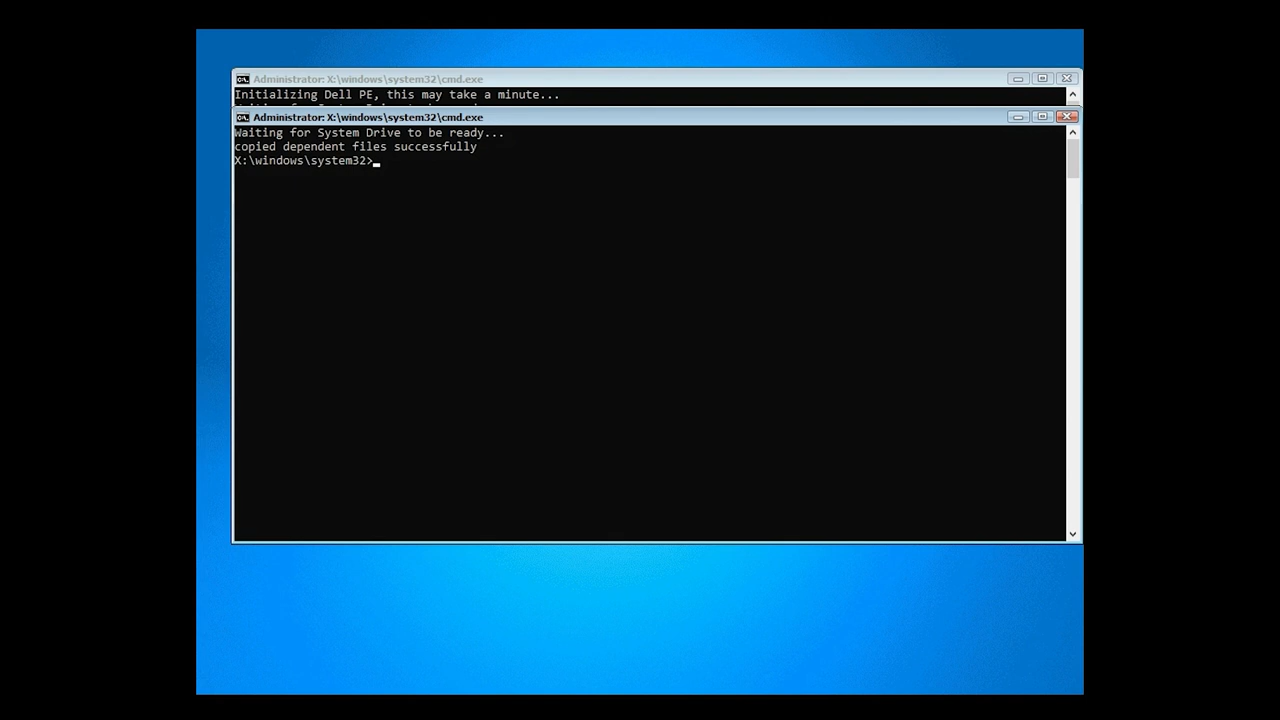 Administrator: X:\windows\system32\cmd.exe
Initializing Dell PE, this may take a minute...
Administrator: X:\windows\system32\cmd.exe
Waiting for System Drive to be ready...
copied dependent files successfully
X:\windows\system32>